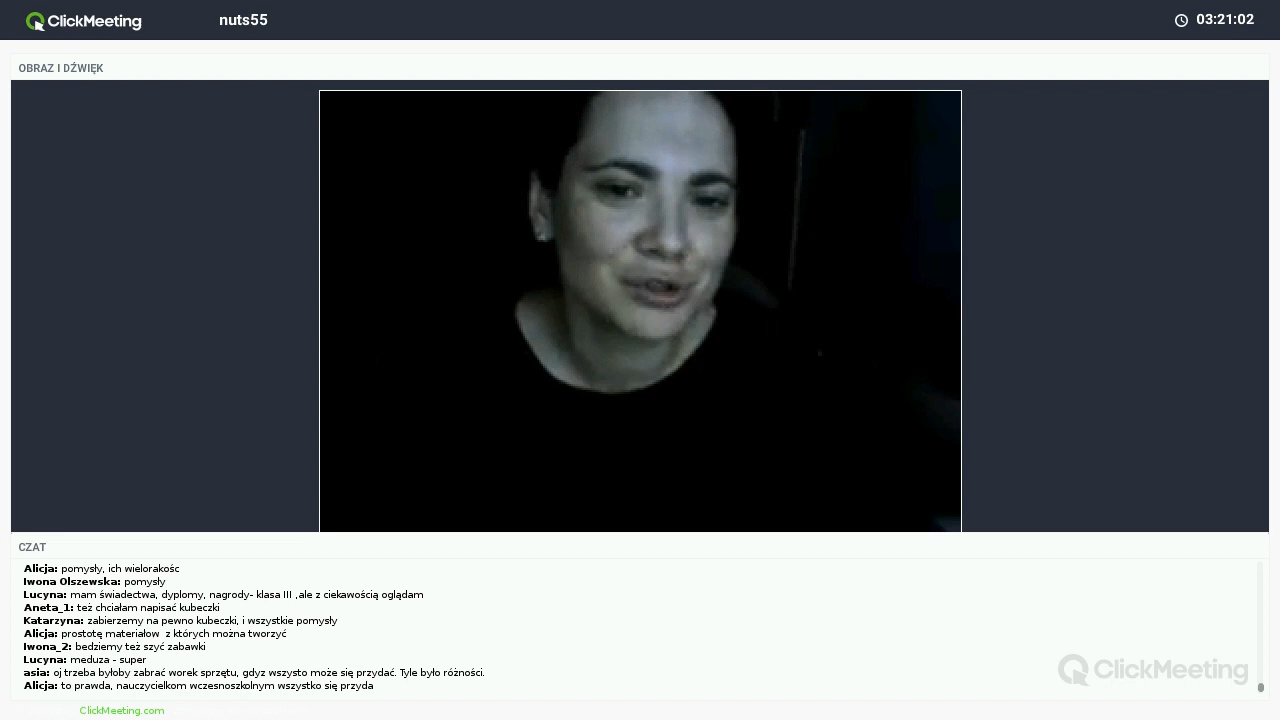 ClickMeeting
nuts55
03:21:02
OBRAZ I DŹWIĘK
CZAT
Alicja: pomysły, ich wielorakośc
Iwona Olszewska: pomysły
Lucyna: mam świadectwa, dyplomy, nagrody- klasa III ,ale z ciekawością oglądam
Aneta_1: też chciałam napisać kubeczki
Katarzyna: zabierzemy na pewno kubeczki, i wszystkie pomysły
Alicja: prostotę materiałow z których można tworzyć
Iwona_2: bedziemy też szyć zabawki
Lucyna: meduza - super
asia: oj trzeba byłoby zabrać worek sprzętu, gdyz wszysto może się przydać. Tyle było różności.
Alicja: to prawda, nauczycielkom wczesnoszkolnym wszystko się przyda
ClickMeeting
ClickMeeting.com